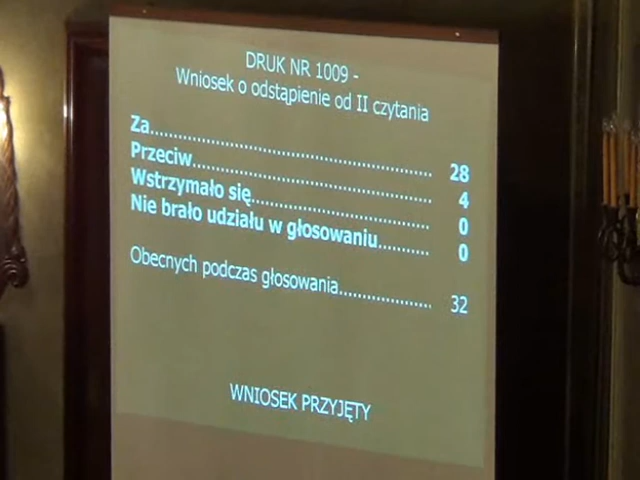 DRUK NR 1009 -
Wniosek o odstąpienie od II czytania
Za.................................................... 28
Przeciw............................................. 4
Wstrzymało się................................. 0
Nie brało udziału w głosowaniu.......... 0
Obecnych podczas głosowania.................. 32
WNIOSEK PRZYJĘTY